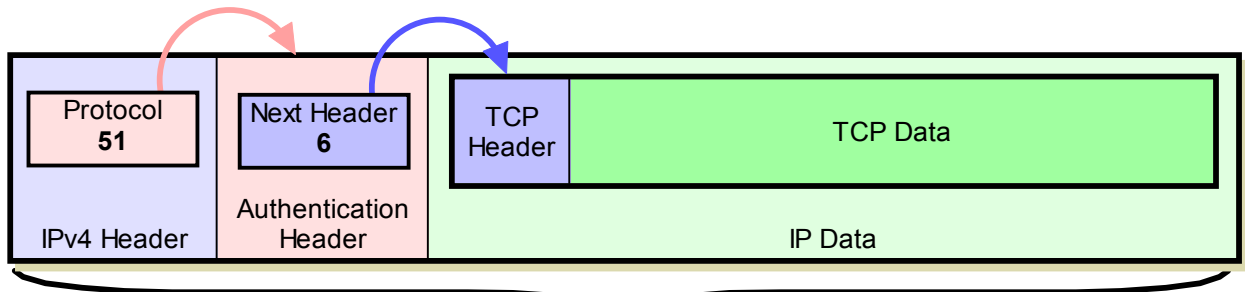 Protocol
51
Next Header
6
TCP
Header
TCP Data
IPv4 Header
Authentication
Header
IP Data